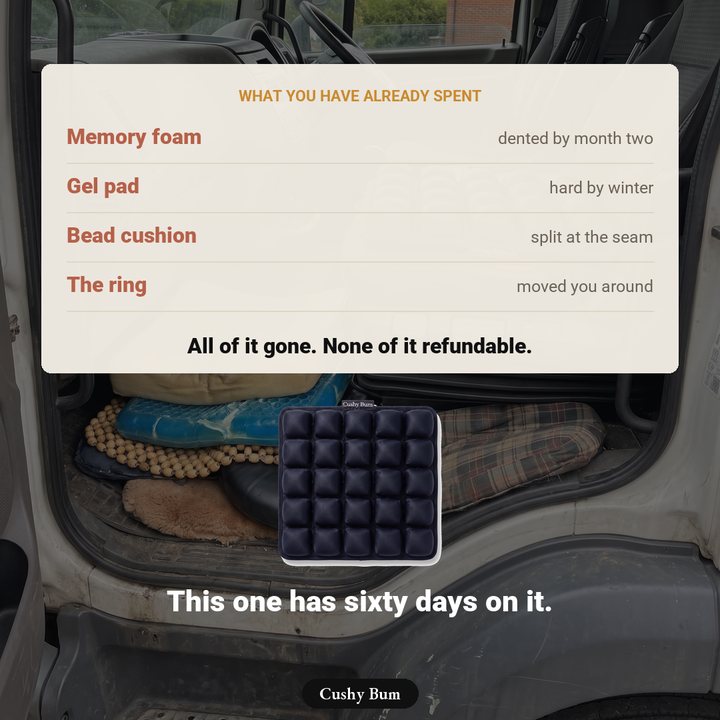 WHAT YOU HAVE ALREADY SPENT
Memory foam dented by month two
Gel pad hard by winter
Bead cushion split at the seam
The ring moved you around
All of it gone. None of it refundable.
Cushy Bum
This one has sixty days on it.
Cushy Bum